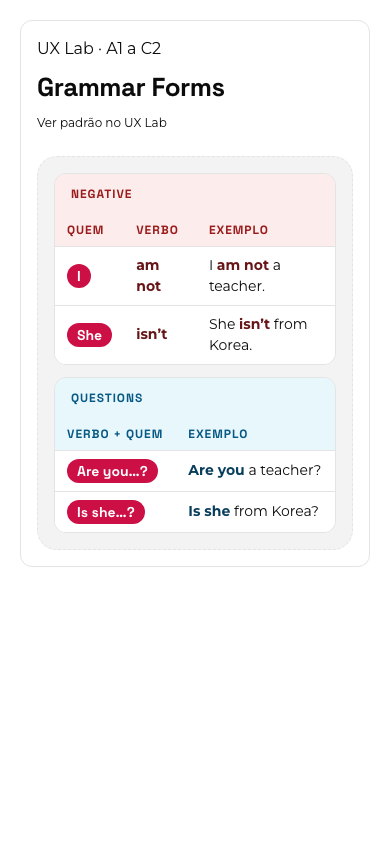 UX Lab · A1 a C2
Grammar Forms
Ver padrão no UX Lab
NEGATIVE
QUEM VERBO EXEMPLO
I am not I am not a teacher.
She isn’t She isn’t from Korea.
QUESTIONS
VERBO + QUEM EXEMPLO
Are you...? Are you a teacher?
Is she...? Is she from Korea?